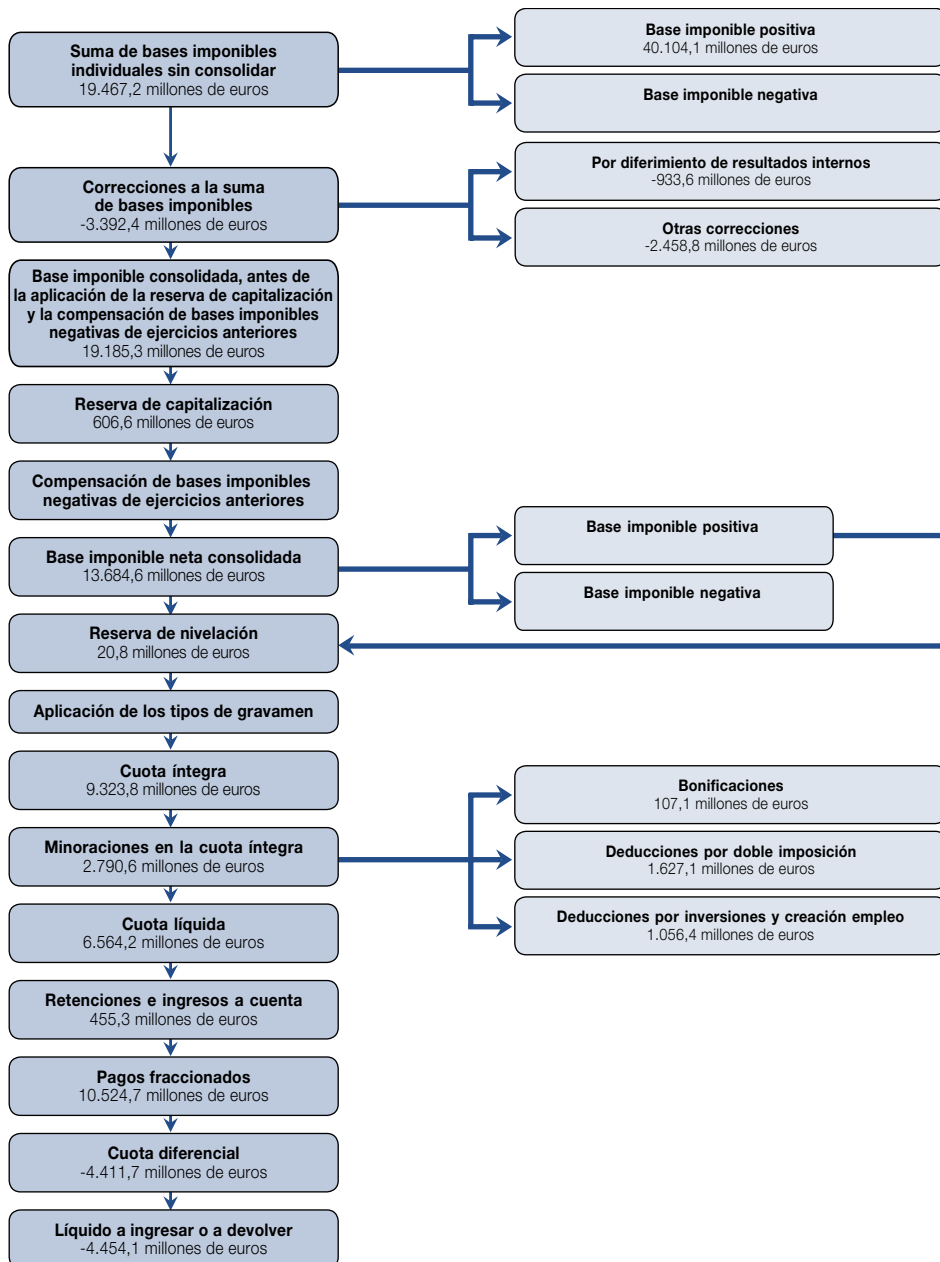 Suma de bases imponibles
individuales sin consolidar
19.467,2 millones de euros
Base imponible positiva
40.104,1 millones de euros
Base imponible negativa
Correcciones a la suma
de bases imponibles
-3.392,4 millones de euros
Por diferimiento de resultados internos
-933,6 millones de euros
Otras correcciones
-2.458,8 millones de euros
Base imponible consolidada, antes de
la aplicación de la reserva de capitalización
y la compensación de bases imponibles
negativas de ejercicios anteriores
19.185,3 millones de euros
Reserva de capitalización
606,6 millones de euros
Compensación de bases imponibles
negativas de ejercicios anteriores
Base imponible neta consolidada
13.684,6 millones de euros
Base imponible positiva
Base imponible negativa
Reserva de nivelación
20,8 millones de euros
Aplicación de los tipos de gravamen
Cuota íntegra
9.323,8 millones de euros
Minoraciones en la cuota íntegra
2.790,6 millones de euros
Bonificaciones
107,1 millones de euros
Deducciones por doble imposición
1.627,1 millones de euros
Deducciones por inversiones y creación empleo
1.056,4 millones de euros
Cuota líquida
6.564,2 millones de euros
Retenciones e ingresos a cuenta
455,3 millones de euros
Pagos fraccionados
10.524,7 millones de euros
Cuota diferencial
-4.411,7 millones de euros
Líquido a ingresar o a devolver
-4.454,1 millones de euros